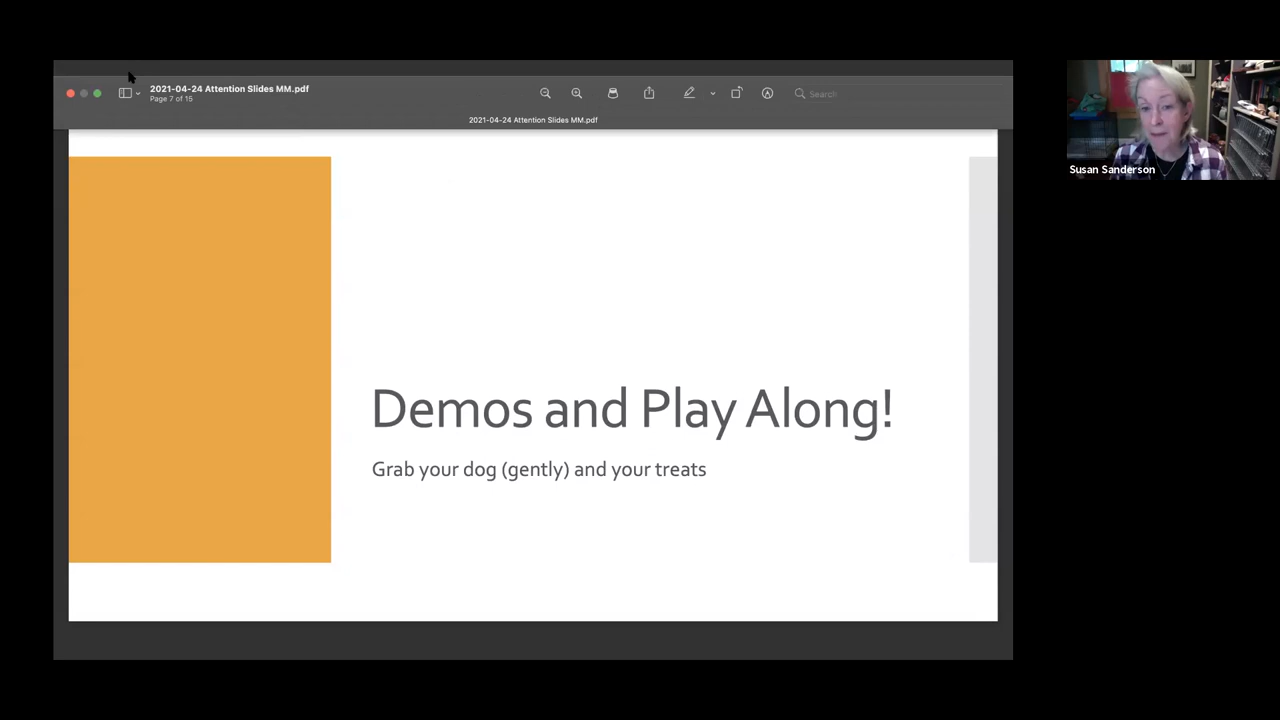 2021-04-24 Attention Slides MM.pdf
Page 7 of 15
Search
2021-04-24 Attention Slides MM.pdf
Susan Sanderson
Demos and Play Along!
Grab your dog (gently) and your treats